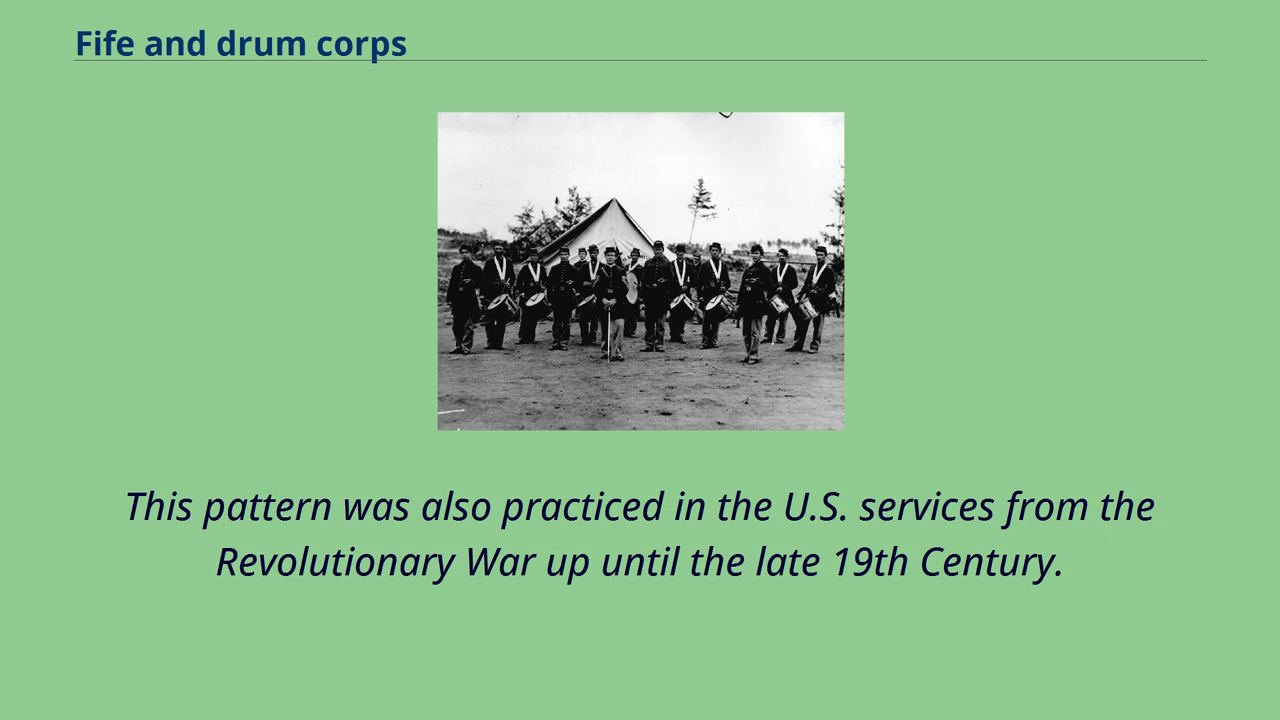 Fife and drum corps
This pattern was also practiced in the U.S. services from the
Revolutionary War up until the late 19th Century.